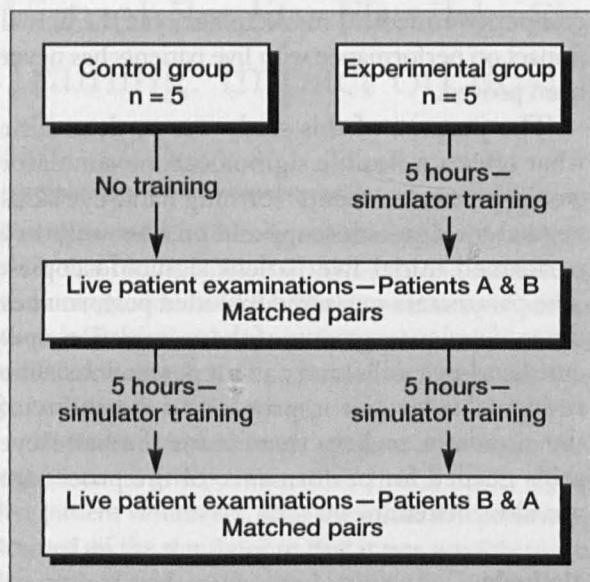 Control group
n = 5
Experimental group
n = 5
No training
5 hours—
simulator training
Live patient examinations—Patients A & B
Matched pairs
5 hours—
simulator training
5 hours—
simulator training
Live patient examinations—Patients B & A
Matched pairs